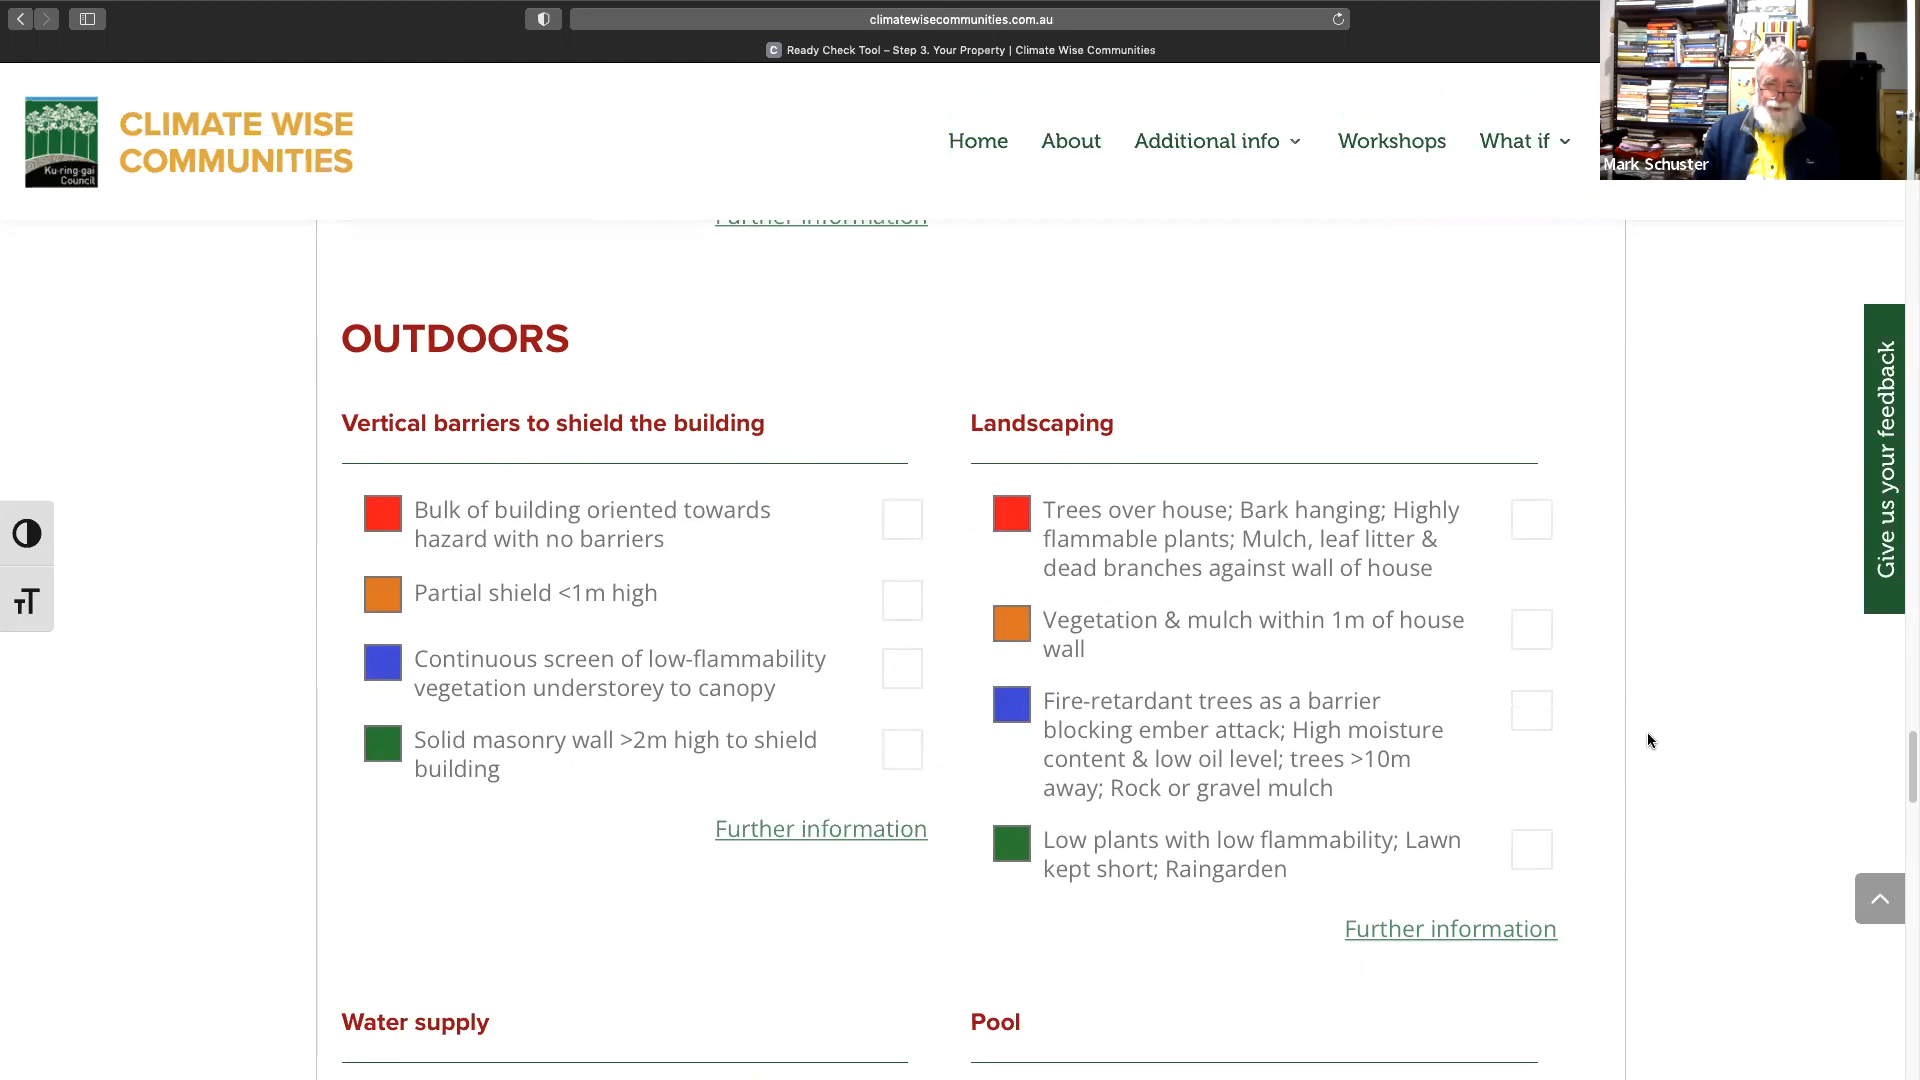 climatewisecommunities.com.au
C Ready Check Tool – Step 3. Your Property | Climate Wise Communities
Ku-ring-gai
Council
CLIMATE WISE
COMMUNITIES
Home
About
Additional info
Workshops
What if
Mark Schuster
Further information
OUTDOORS
Vertical barriers to shield the building
Bulk of building oriented towards
hazard with no barriers
Partial shield <1m high
Continuous screen of low-flammability
vegetation understorey to canopy
Solid masonry wall >2m high to shield
building
Further information
Landscaping
Trees over house; Bark hanging; Highly
flammable plants; Mulch, leaf litter &
dead branches against wall of house
Vegetation & mulch within 1m of house
wall
Fire-retardant trees as a barrier
blocking ember attack; High moisture
content & low oil level; trees >10m
away; Rock or gravel mulch
Low plants with low flammability; Lawn
kept short; Raingarden
Further information
Water supply
Pool
Give us your feedback
TT